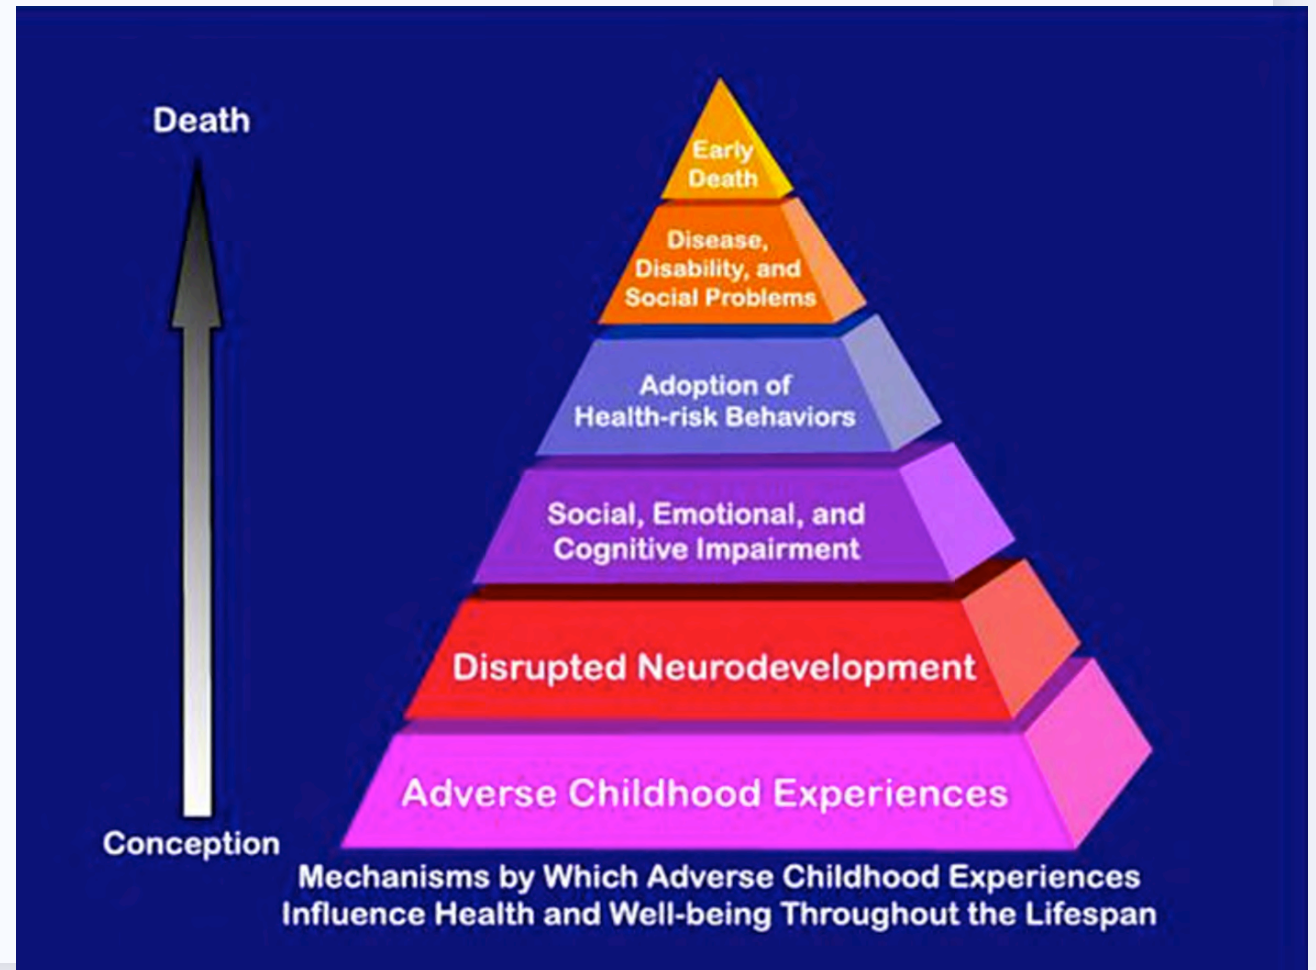 Death
Early
Death
Disease,
Disability, and
Social Problems
Adoption of
Health-risk Behaviors
Social, Emotional, and
Cognitive Impairment
Disrupted Neurodevelopment
Adverse Childhood Experiences
Conception
Mechanisms by Which Adverse Childhood Experiences
Influence Health and Well-being Throughout the Lifespan